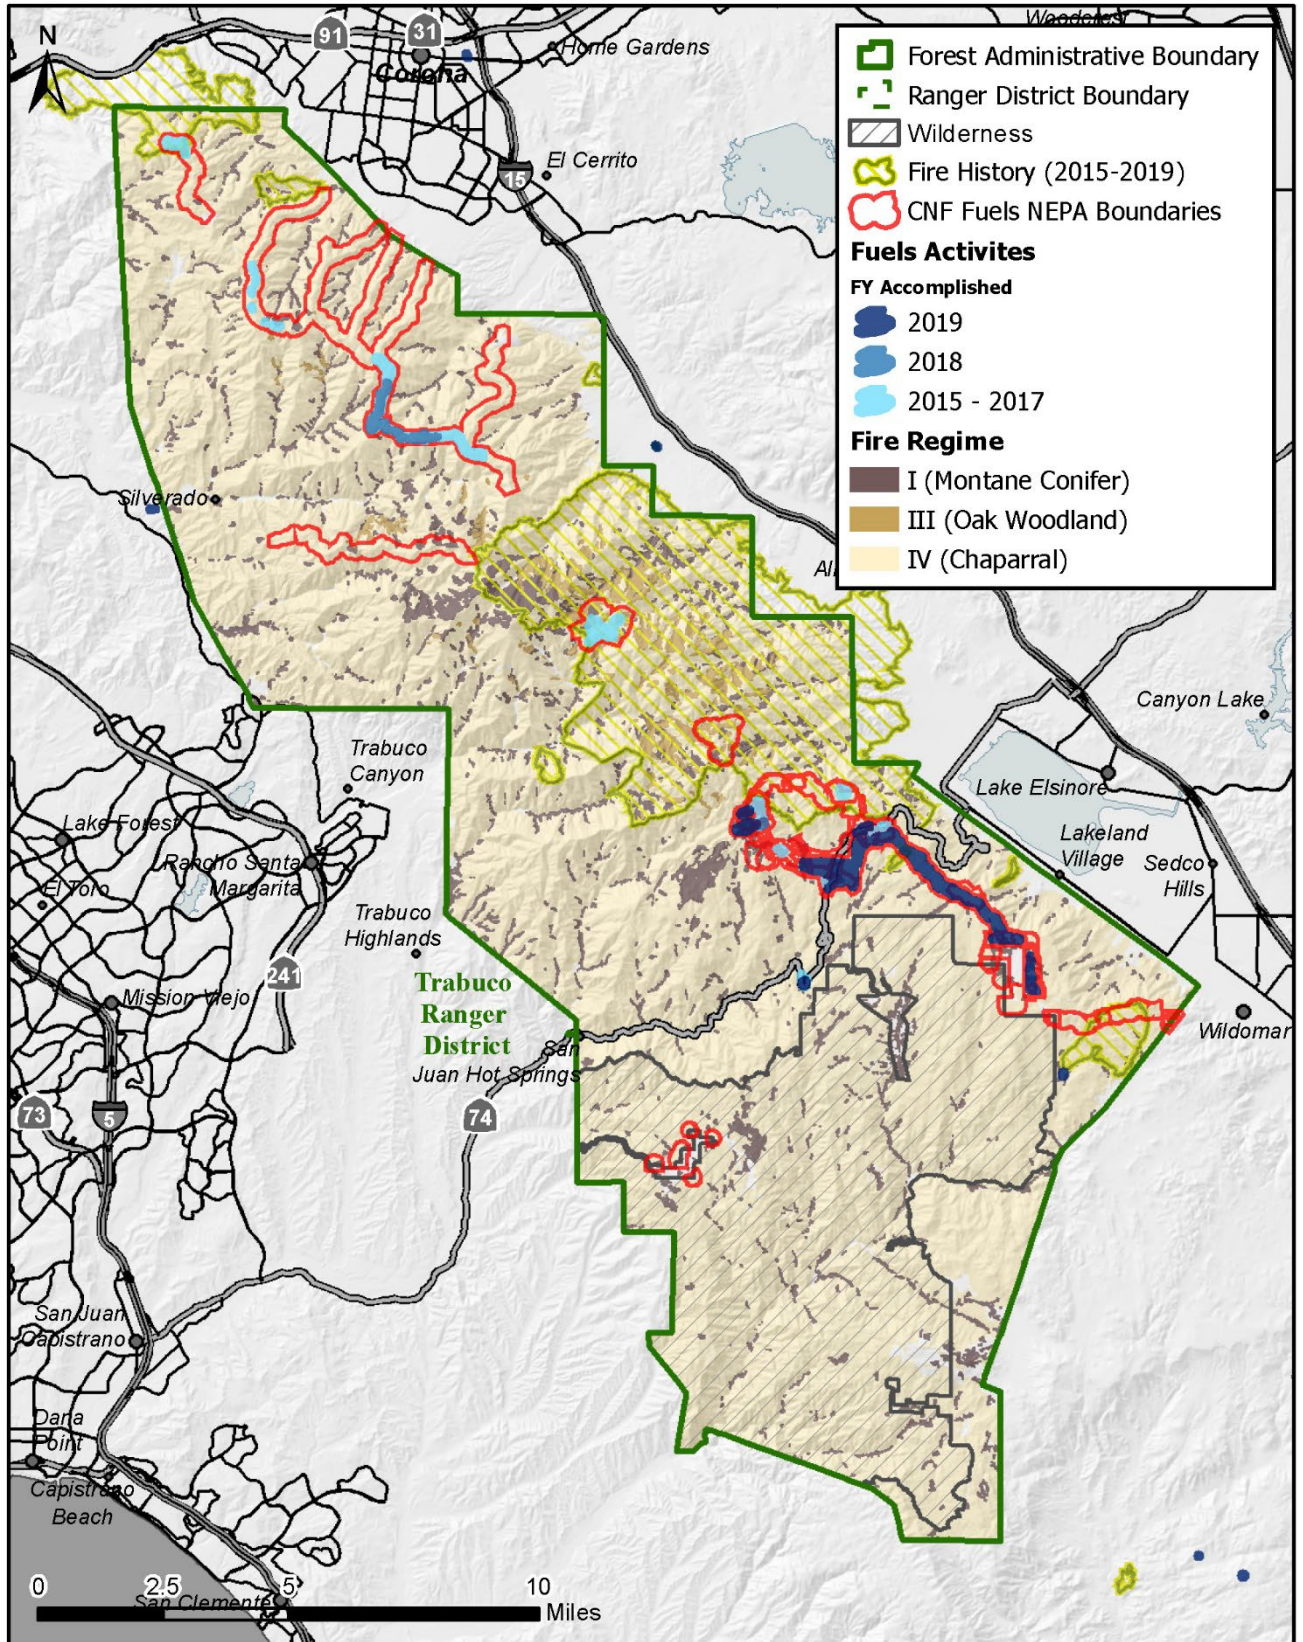 N
91
31
Corona
Home Gardens
Woodcrest
El Cerrito
15
Forest Administrative Boundary
Ranger District Boundary
Wilderness
Fire History (2015-2019)
CNF Fuels NEPA Boundaries
Fuels Activites
FY Accomplished
2019
2018
2015 - 2017
Fire Regime
I (Montane Conifer)
III (Oak Woodland)
IV (Chaparral)
Silverado
Canyon Lake
Trabuco
Canyon
Lake Elsinore
Lake Forest
Lakeland
Village
Rancho Santa
Margarita
Sedco
Hills
El Toro
Trabuco
Highlands
241
Trabuco
Ranger
District
Mission Viejo
Wildomar
San
Juan Hot Springs
73
5
74
San Juan
Capistrano
Dana
Point
Capistrano
Beach
0
2.5
5
10
Miles
San Clemente